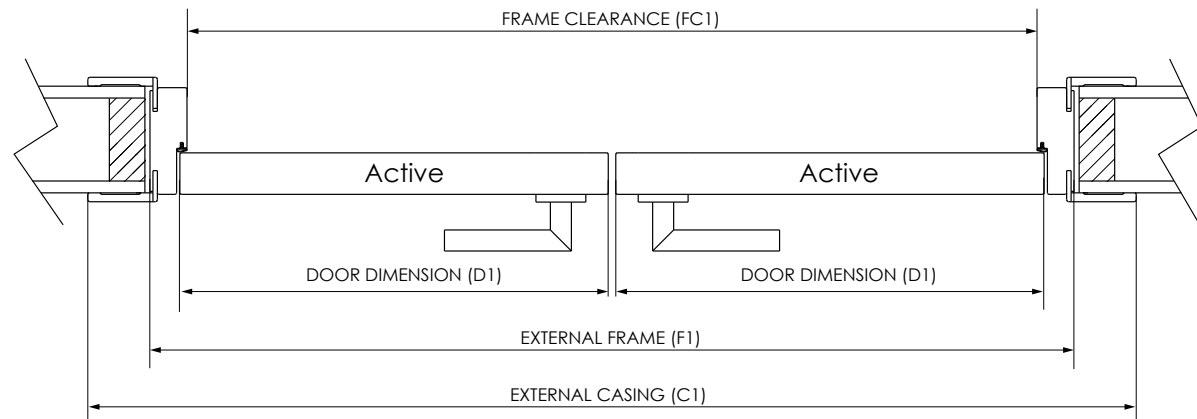 FRAME CLEARANCE (FC1)
Active
Active
DOOR DIMENSION (D1)
DOOR DIMENSION (D1)
EXTERNAL FRAME (F1)
EXTERNAL CASING (C1)